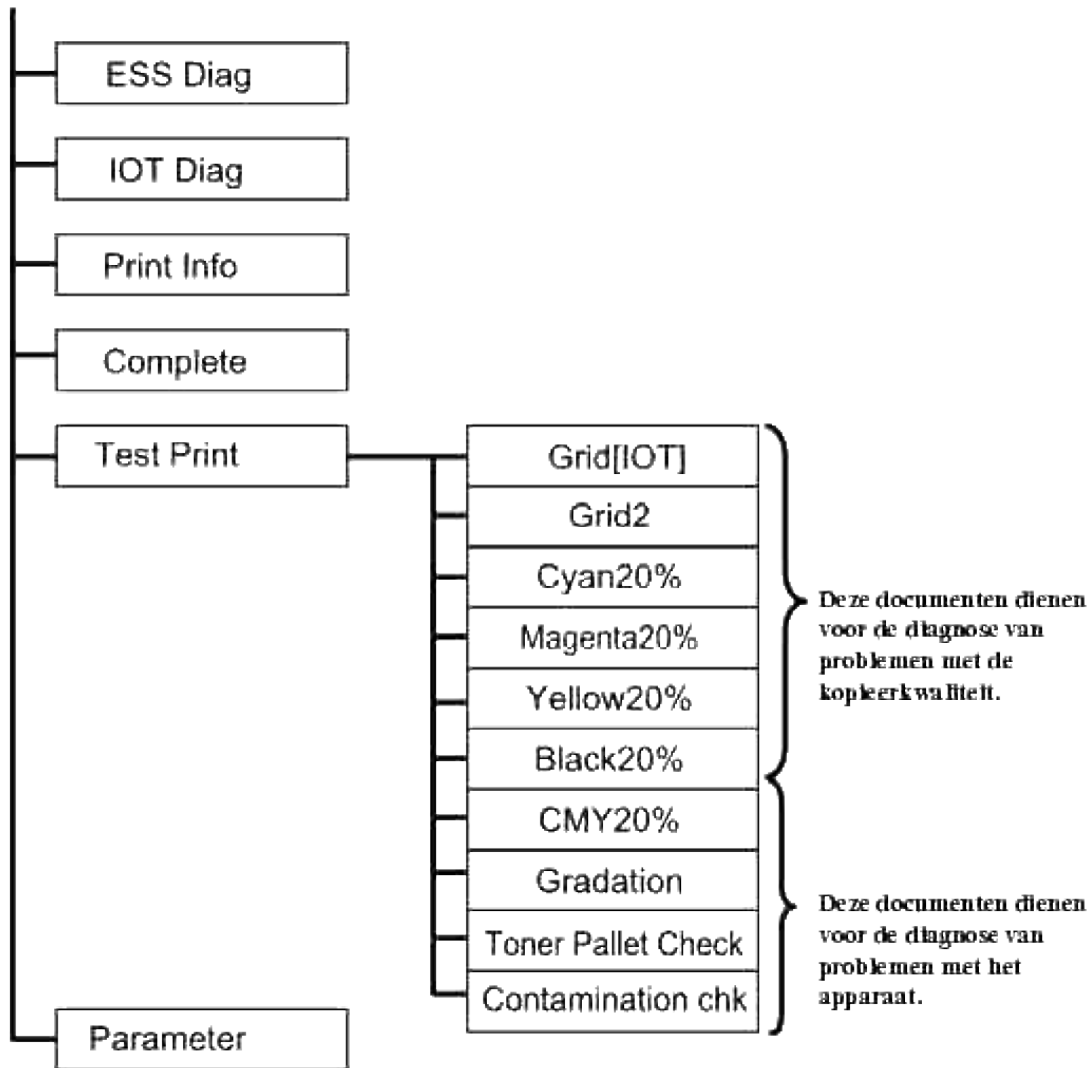 ESS Diag
IOT Diag
Print Info
Complete
Test Print
Grid[IOT]
Grid2
Cyan20%
Magenta20%
Yellow20%
Black20%
CMY20%
Gradation
Toner Pallet Check
Contamination chk
Deze documenten dienen
voor de diagnose van
problemen met de
kopieerkwaliteit.
Deze documenten dienen
voor de diagnose van
problemen met het
apparaat.
Parameter